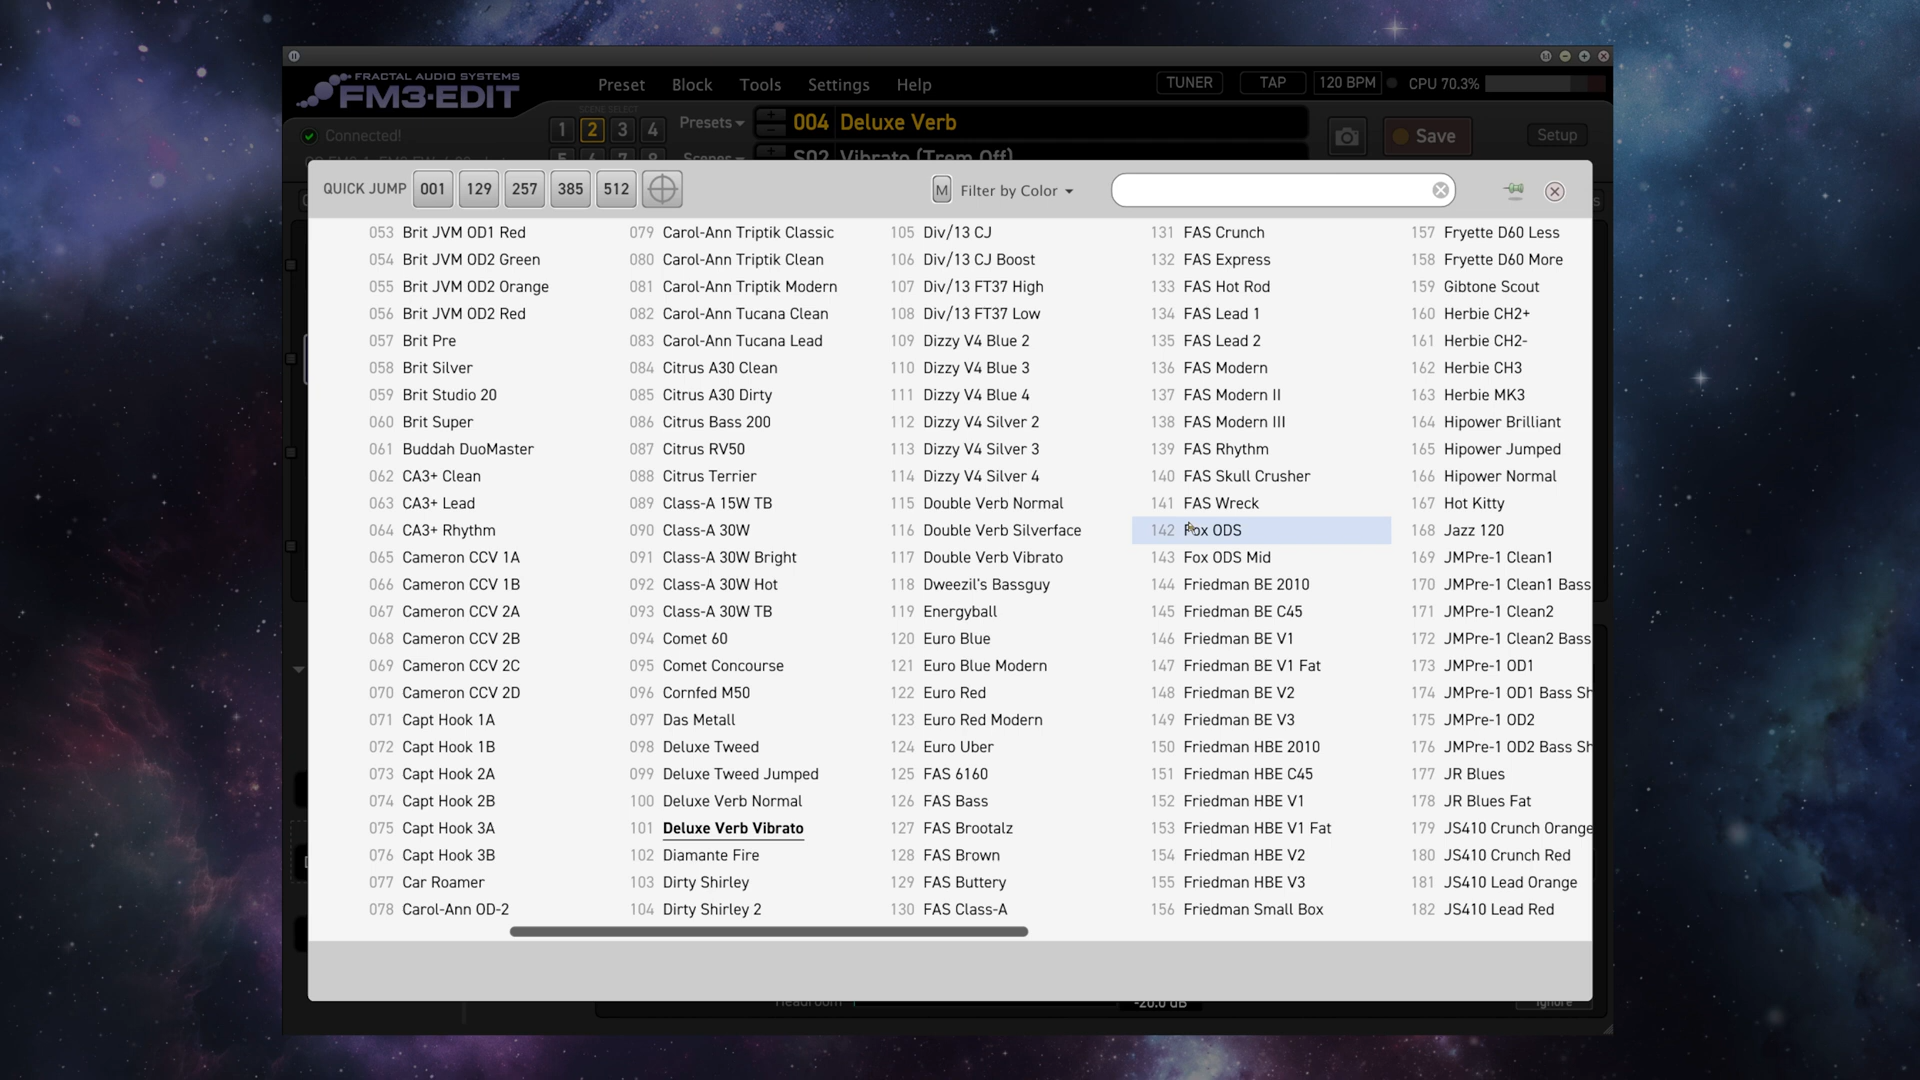 FRACTAL AUDIO SYSTEMS
FM3-EDIT
Preset Block Tools Settings Help
TUNER TAP 120 BPM CPU 70.3%
Connected!
SCENE SELECT
1 2 3 4
Presets
004 Deluxe Verb
Save
Setup
S02 Vibrato (Trem Off)
QUICK JUMP 001 129 257 385 512
M Filter by Color
053 Brit JVM OD1 Red
054 Brit JVM OD2 Green
055 Brit JVM OD2 Orange
056 Brit JVM OD2 Red
057 Brit Pre
058 Brit Silver
059 Brit Studio 20
060 Brit Super
061 Buddah DuoMaster
062 CA3+ Clean
063 CA3+ Lead
064 CA3+ Rhythm
065 Cameron CCV 1A
066 Cameron CCV 1B
067 Cameron CCV 2A
068 Cameron CCV 2B
069 Cameron CCV 2C
070 Cameron CCV 2D
071 Capt Hook 1A
072 Capt Hook 1B
073 Capt Hook 2A
074 Capt Hook 2B
075 Capt Hook 3A
076 Capt Hook 3B
077 Car Roamer
078 Carol-Ann OD-2
079 Carol-Ann Triptik Classic
080 Carol-Ann Triptik Clean
081 Carol-Ann Triptik Modern
082 Carol-Ann Tucana Clean
083 Carol-Ann Tucana Lead
084 Citrus A30 Clean
085 Citrus A30 Dirty
086 Citrus Bass 200
087 Citrus RV50
088 Citrus Terrier
089 Class-A 15W TB
090 Class-A 30W
091 Class-A 30W Bright
092 Class-A 30W Hot
093 Class-A 30W TB
094 Comet 60
095 Comet Concourse
096 Cornfed M50
097 Das Metall
098 Deluxe Tweed
099 Deluxe Tweed Jumped
100 Deluxe Verb Normal
101 Deluxe Verb Vibrato
102 Diamante Fire
103 Dirty Shirley
104 Dirty Shirley 2
105 Div/13 CJ
106 Div/13 CJ Boost
107 Div/13 FT37 High
108 Div/13 FT37 Low
109 Dizzy V4 Blue 2
110 Dizzy V4 Blue 3
111 Dizzy V4 Blue 4
112 Dizzy V4 Silver 2
113 Dizzy V4 Silver 3
114 Dizzy V4 Silver 4
115 Double Verb Normal
116 Double Verb Silverface
117 Double Verb Vibrato
118 Dweezil's Bassguy
119 Energyball
120 Euro Blue
121 Euro Blue Modern
122 Euro Red
123 Euro Red Modern
124 Euro Uber
125 FAS 6160
126 FAS Bass
127 FAS Brootalz
128 FAS Brown
129 FAS Buttery
130 FAS Class-A
131 FAS Crunch
132 FAS Express
133 FAS Hot Rod
134 FAS Lead 1
135 FAS Lead 2
136 FAS Modern
137 FAS Modern II
138 FAS Modern III
139 FAS Rhythm
140 FAS Skull Crusher
141 FAS Wreck
142 Fox ODS
143 Fox ODS Mid
144 Friedman BE 2010
145 Friedman BE C45
146 Friedman BE V1
147 Friedman BE V1 Fat
148 Friedman BE V2
149 Friedman BE V3
150 Friedman HBE 2010
151 Friedman HBE C45
152 Friedman HBE V1
153 Friedman HBE V1 Fat
154 Friedman HBE V2
155 Friedman HBE V3
156 Friedman Small Box
157 Fryette D60 Less
158 Fryette D60 More
159 Gibtone Scout
160 Herbie CH2+
161 Herbie CH2-
162 Herbie CH3
163 Herbie MK3
164 Hipower Brilliant
165 Hipower Jumped
166 Hipower Normal
167 Hot Kitty
168 Jazz 120
169 JMPre-1 Clean1
170 JMPre-1 Clean1 Bass
171 JMPre-1 Clean2
172 JMPre-1 Clean2 Bass
173 JMPre-1 OD1
174 JMPre-1 OD1 Bass Sh
175 JMPre-1 OD2
176 JMPre-1 OD2 Bass Sh
177 JR Blues
178 JR Blues Fat
179 JS410 Crunch Orange
180 JS410 Crunch Red
181 JS410 Lead Orange
182 JS410 Lead Red
Headroom -20.0 dB Ignore